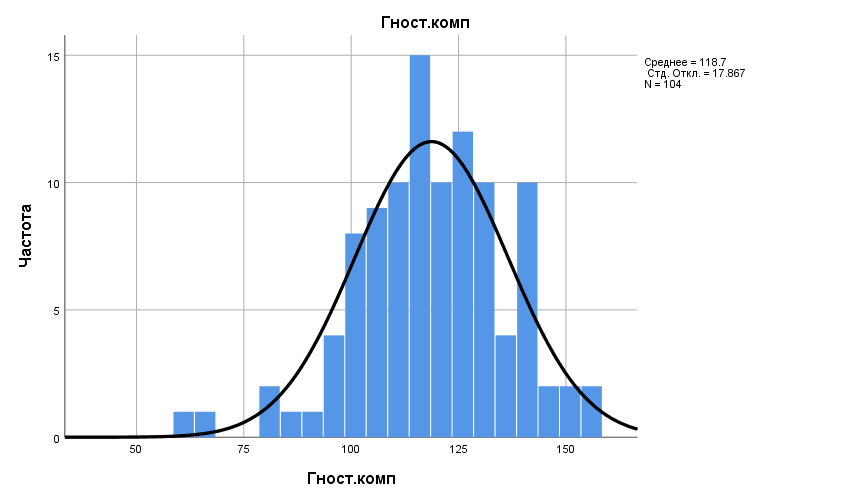 Гност.комп
Среднее = 118.7
Стд. Откл. = 17.867
N = 104
Частота
15
10
5
0
50
75
100
125
150
Гност.комп